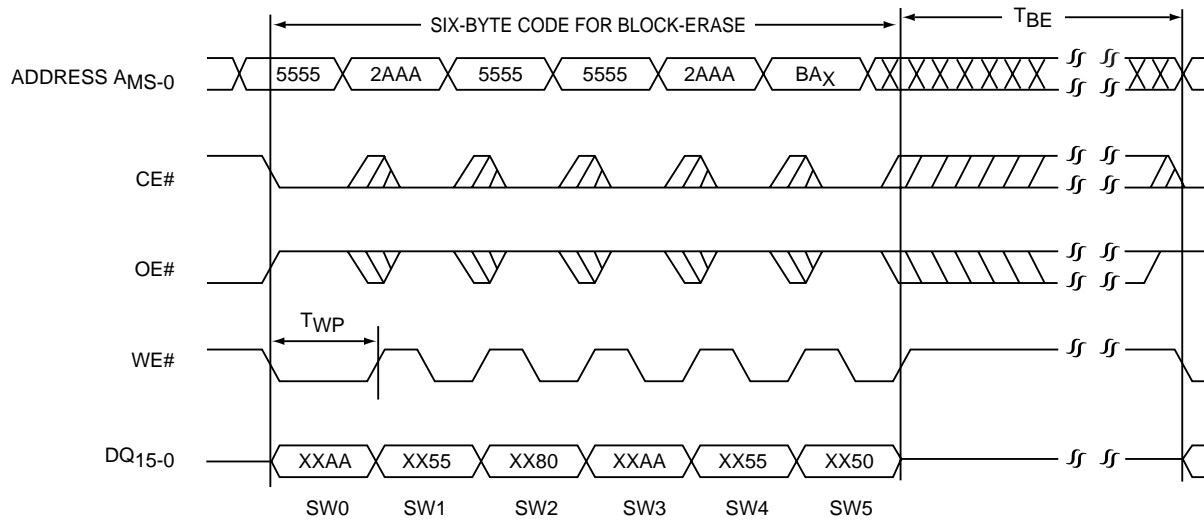 SIX-BYTE CODE FOR BLOCK-ERASE TBE
ADDRESS AMS-0 5555 2AAA 5555 5555 2AAA BAX
CE#
OE#
TWP
WE#
DQ15-0 XXAA XX55 XX80 XXAA XX55 XX50
SW0 SW1 SW2 SW3 SW4 SW5